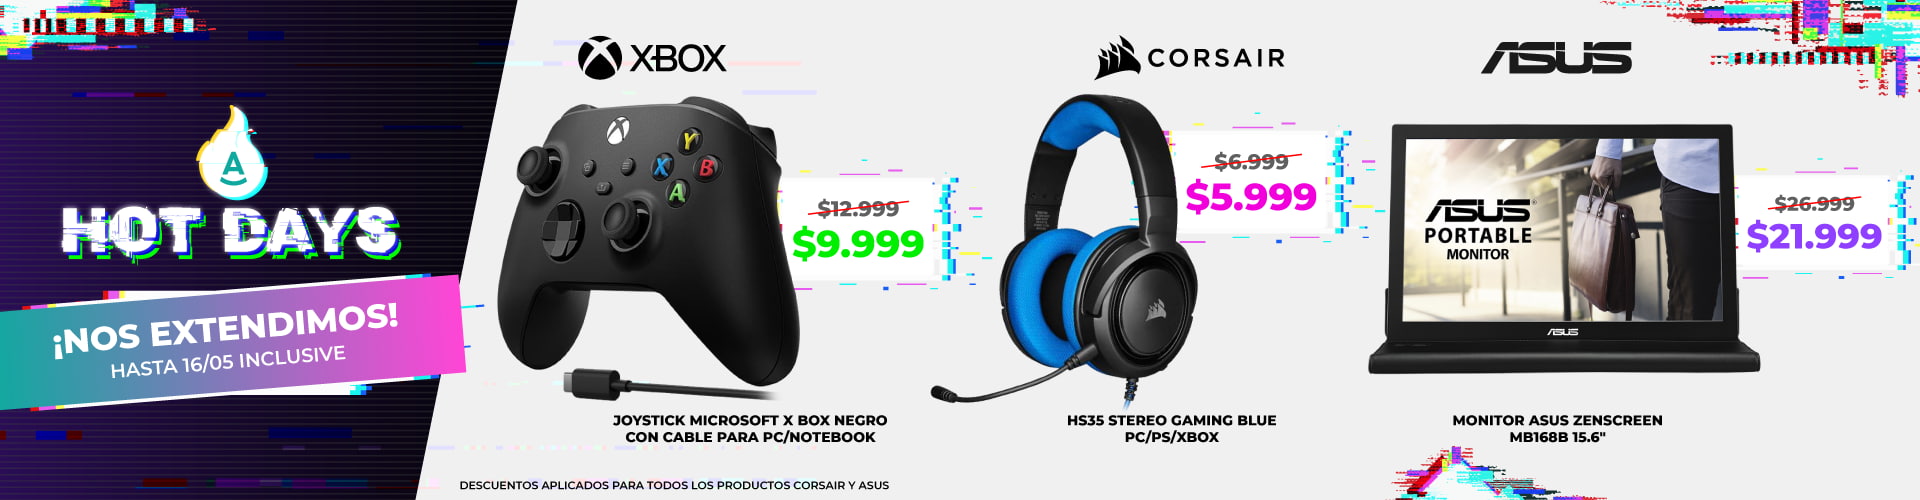 A
HOT DAYS
¡NOS EXTENDIMOS!
HASTA 16/05 INCLUSIVE
XBOX
Y
X
B
A
$12.999
$9.999
JOYSTICK MICROSOFT X BOX NEGRO
CON CABLE PARA PC/NOTEBOOK
CORSAIR
$6.999
$5.999
HS35 STEREO GAMING BLUE
PC/PS/XBOX
ASUS
ASUS
PORTABLE
MONITOR
ASUS
$26.999
$21.999
MONITOR ASUS ZENSCREEN
MB168B 15.6"
DESCUENTOS APLICADOS PARA TODOS LOS PRODUCTOS CORSAIR Y ASUS